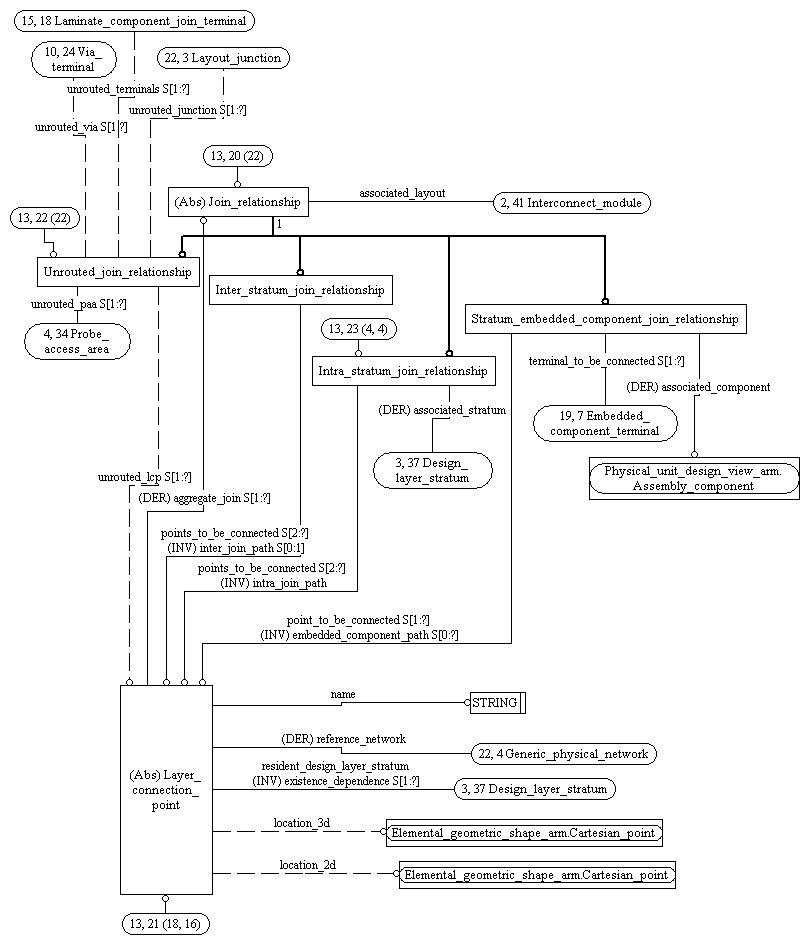 15, 18 Laminate_component_join_terminal
10, 24 Via_
terminal
22, 3 Layout_junction
unrouted_terminals S[1:?]
unrouted_junction S[1:?]
unrouted_via S[1:?]
13, 20 (22)
(Abs) Join_relationship
associated_layout
2, 41 Interconnect_module
13, 22 (22)
1
Unrouted_join_relationship
Inter_stratum_join_relationship
unrouted_paa S[1:?]
Stratum_embedded_component_join_relationship
4, 34 Probe_
access_area
13, 23 (4, 4)
Intra_stratum_join_relationship
terminal_to_be_connected S[1:?]
(DER) associated_component
(DER) associated_stratum
19, 7 Embedded_
component_terminal
3, 37 Design_
layer_stratum
Physical_unit_design_view_arm.
Assembly_component
unrouted_lcp S[1:?]
(DER) aggregate_join S[1:?]
points_to_be_connected S[2:?]
(INV) inter_join_path S[0:1]
points_to_be_connected S[2:?]
(INV) intra_join_path
point_to_be_connected S[1:?]
(INV) embedded_component_path S[0:?]
name
STRING
(DER) reference_network
22, 4 Generic_physical_network
(Abs) Layer_
connection_
point
resident_design_layer_stratum
(INV) existence_dependence S[1:?]
3, 37 Design_layer_stratum
location_3d
Elemental_geometric_shape_arm.Cartesian_point
location_2d
Elemental_geometric_shape_arm.Cartesian_point
13, 21 (18, 16)